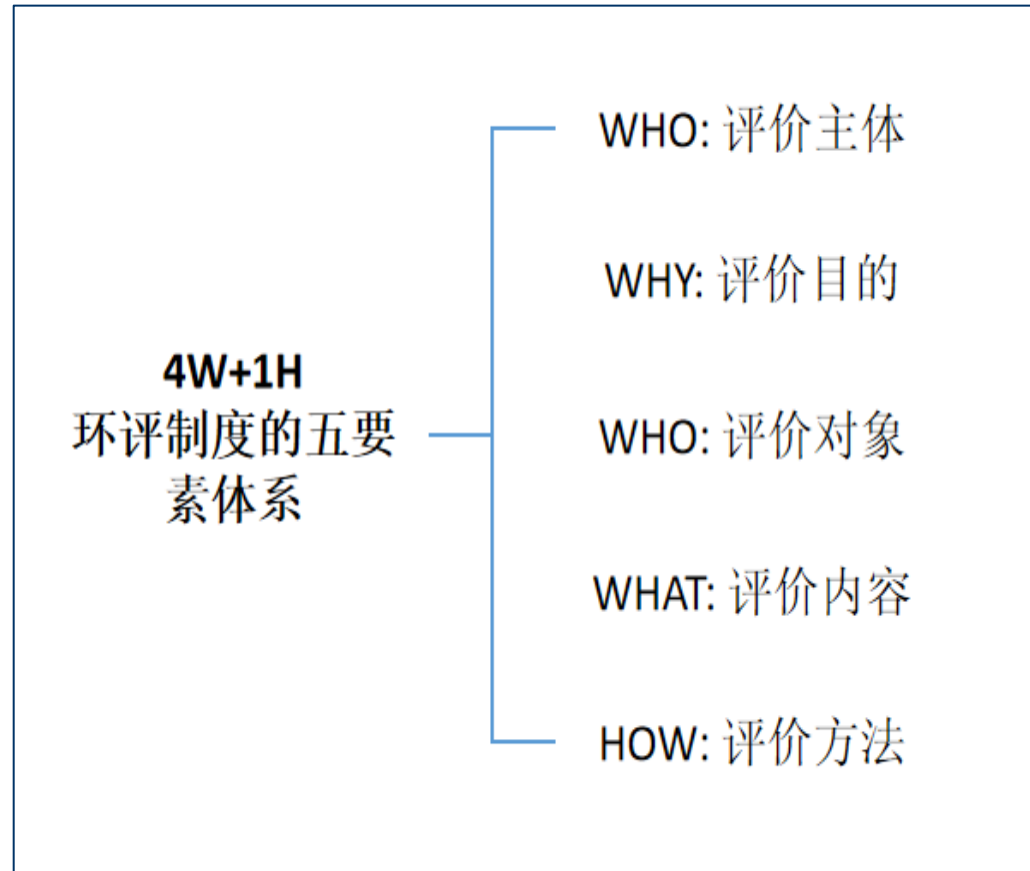 WHO: 评价主体
WHY: 评价目的
4W+1H
环评制度的五要
素体系
WHO: 评价对象
WHAT: 评价内容
HOW: 评价方法